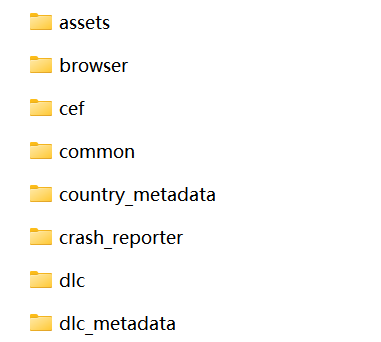 assets
browser
cef
common
country_metadata
crash_reporter
dlc
dlc_metadata